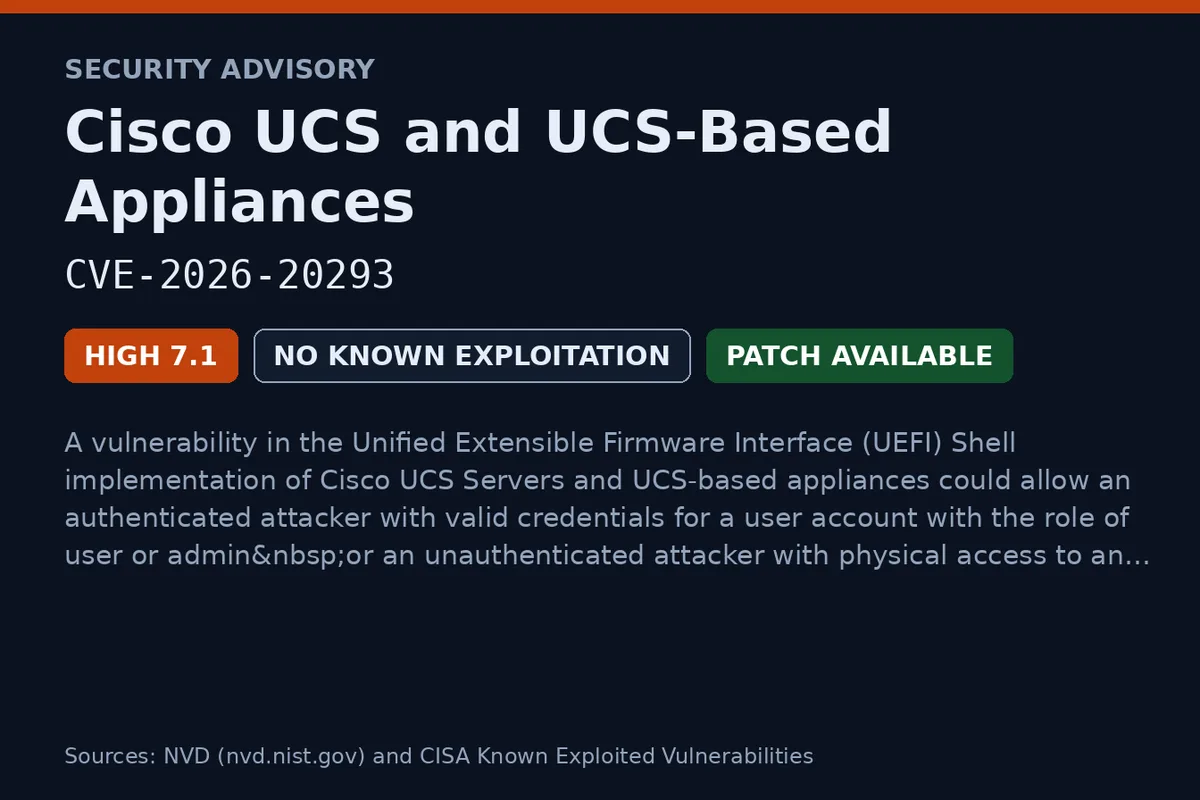 SECURITY ADVISORY
Cisco UCS and UCS-Based
Appliances
CVE-2026-20293
HIGH 7.1
NO KNOWN EXPLOITATION
PATCH AVAILABLE
A vulnerability in the Unified Extensible Firmware Interface (UEFI) Shell
implementation of Cisco UCS Servers and UCS-based appliances could allow an
authenticated attacker with valid credentials for a user account with the role of
user or admin&nbsp;or an unauthenticated attacker with physical access to an…
Sources: NVD (nvd.nist.gov) and CISA Known Exploited Vulnerabilities